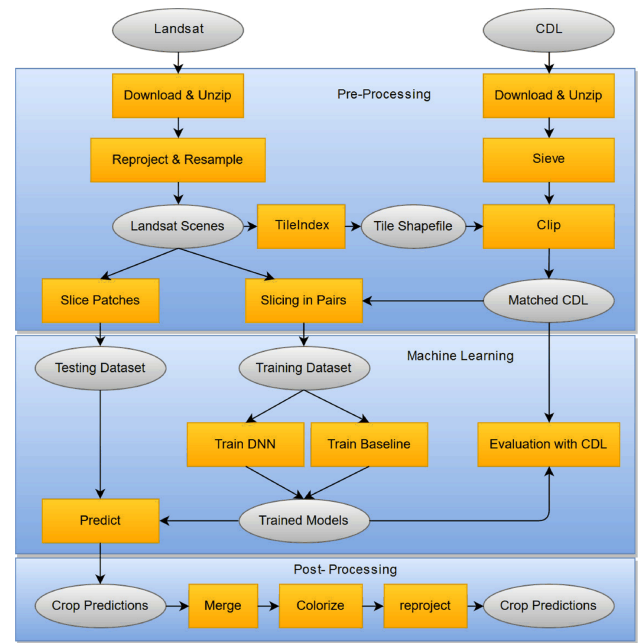 Landsat
CDL
Pre-Processing
Download & Unzip
Download & Unzip
Reproject & Resample
Sieve
Landsat Scenes
TileIndex
Tile Shapefile
Clip
Slice Patches
Slicing in Pairs
Matched CDL
Machine Learning
Testing Dataset
Training Dataset
Train DNN
Train Baseline
Evaluation with CDL
Predict
Trained Models
Post- Processing
Crop Predictions
Merge
Colorize
reproject
Crop Predictions